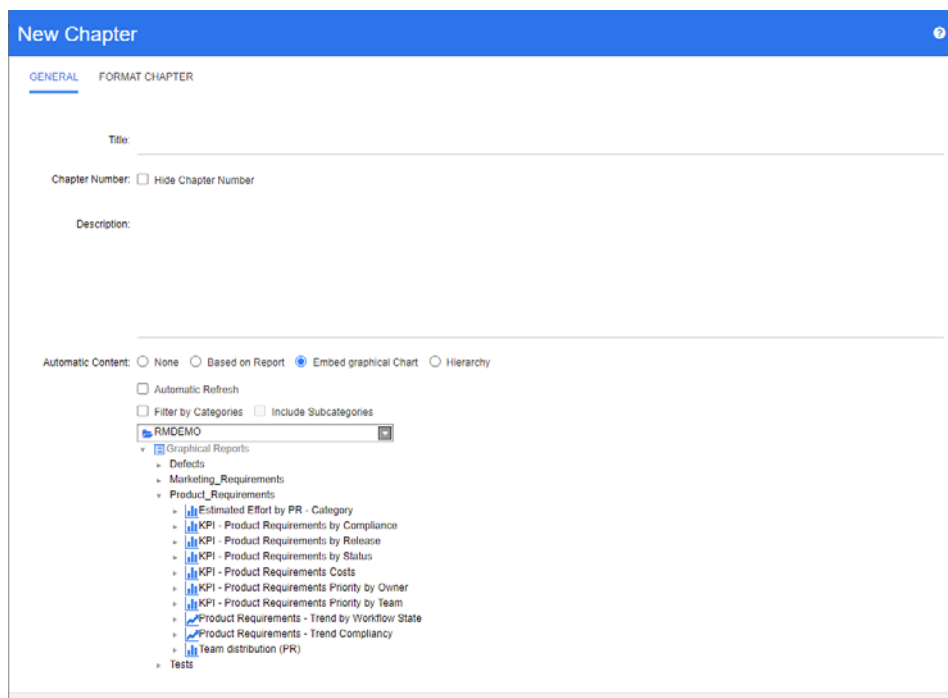 New Chapter
GENERAL FORMAT CHAPTER
Title:
Chapter Number: Hide Chapter Number
Description:
Automatic Content: None Based on Report Embed graphical Chart Hierarchy
Automatic Refresh
Filter by Categories Include Subcategories
RMDEMO
Graphical Reports
Defects
Marketing_Requirements
Product_Requirements
Estimated Effort by PR - Category
KPI - Product Requirements by Compliance
KPI - Product Requirements by Release
KPI - Product Requirements by Status
KPI - Product Requirements Costs
KPI - Product Requirements Priority by Owner
KPI - Product Requirements Priority by Team
Product Requirements - Trend by Workflow State
Product Requirements - Trend Compliancy
Team distribution (PR)
Tests